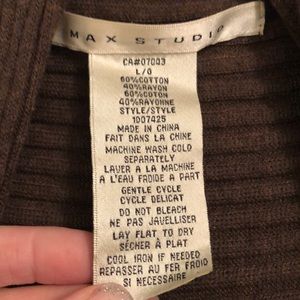 MAX STUDIO
CA#07003
L/G
60%COTTON
40%RAYON
60%COTON
40%RAYONNE
STYLE/STYLE:
1007425
MADE IN CHINA
FAIT DANS LA CHINE
MACHINE WASH COLD
SEPARATELY
LAVER A LA MACHINE
A L'EAU FROIDE A PART
GENTLE CYCLE
CYCLE DELICAT
DO NOT BLEACH
NE PAS JAVELLISER
LAY FLAT TO DRY
SÉCHER À PLAT
COOL IRON IF NEEDED
REPASSER AU FER FROID
SI NECESSAIRE